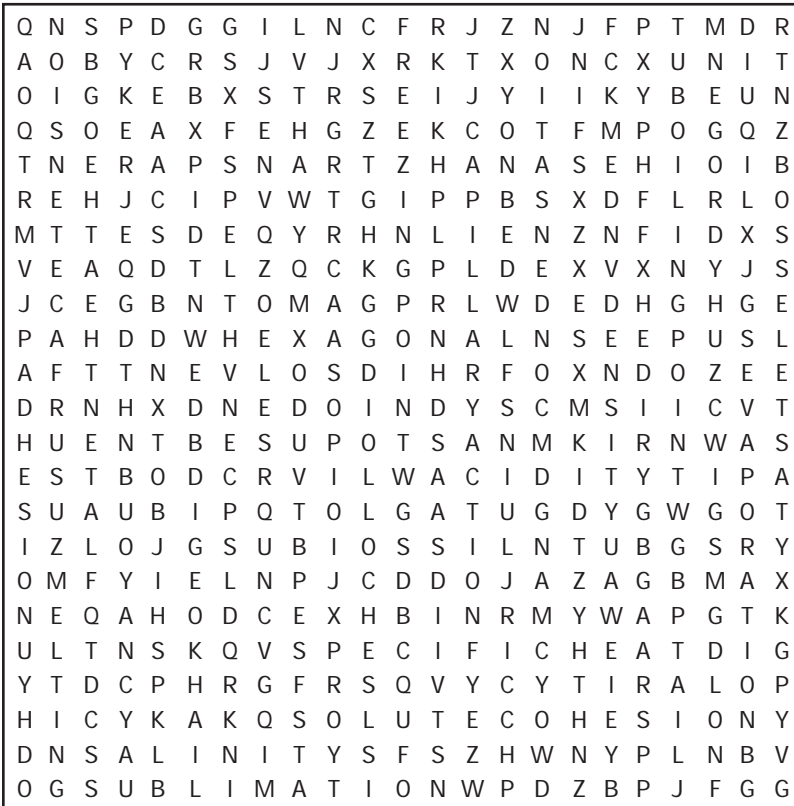 Q N S P D G G I L N C F R J Z N J F P T M D R
A O B Y C R S J V J X R K T X O N C X U N I T
O I G K E B X S T R S E I J Y I I K Y B E U N
Q S O E A X F E H G Z E K C O T F M P O G Q Z
T N E R A P S N A R T Z H A N A S E H I O I B
R E H J C I P V W T G I P P B S X D F L R L O
M T T E S D E Q Y R H N L I E N Z N F I D X S
V E A Q D T L Z Q C K G P L D E X V X N Y J S
J C E G B N T O M A G P R L W D E D H G H G E
P A H D D W H E X A G O N A L N S E E P U S L
A F T T N E V L O S D I H R F O X N D O Z E E
D R N H X D N E D O I N D Y S C M S I I C V T
H U E N T B E S U P O T S A N M K I R N W A S
E S T B O D C R V I L W A C I D I T Y T I P A
S U A U B I P Q T O L G A T U G D Y G W G O T
I Z L O J G S U B I O S S I L N T U B G S R Y
O M F Y I E L N P J C D D O J A Z A G B M A X
N E Q A H O D C E X H B I N R M Y W A P G T K
U L T N S K Q V S P E C I F I C H E A T D I G
Y T D C P H R G F R S Q V Y C Y T I R A L O P
H I C Y K A K Q S O L U T E C O H E S I O N Y
D N S A L I N I T Y S F S Z H W N Y P L N B V
O G S U B L I M A T I O N W P D Z B P J F G G